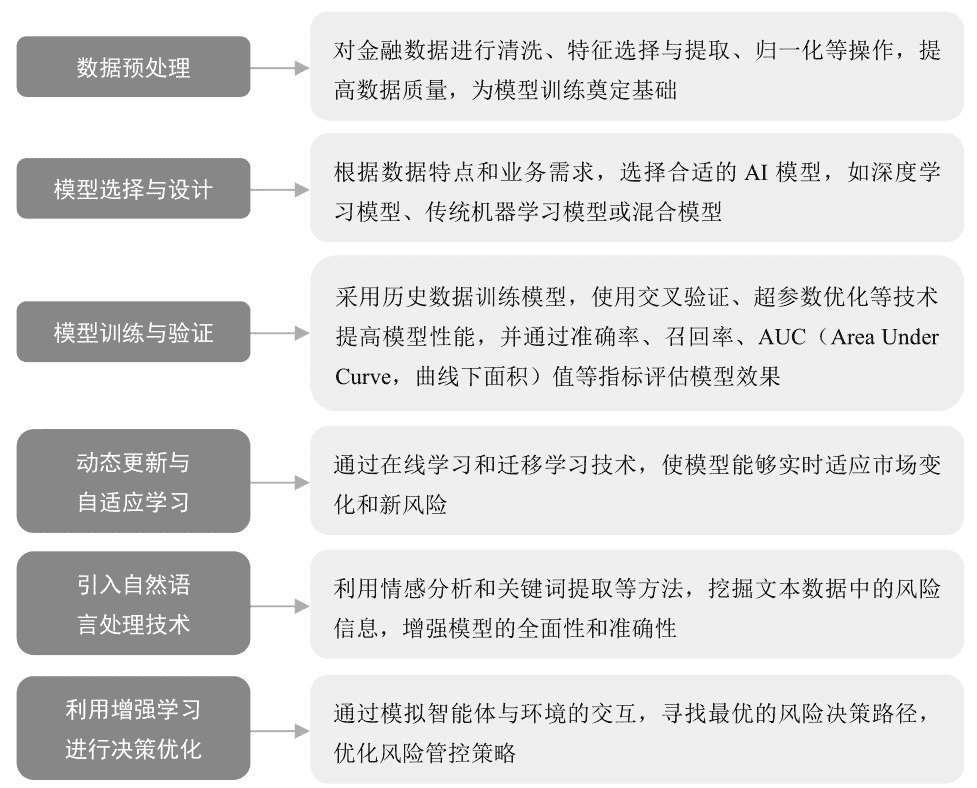 数据预处理
对金融数据进行清洗、特征选择与提取、归一化等操作，提
高数据质量，为模型训练奠定基础
模型选择与设计
根据数据特点和业务需求，选择合适的 AI 模型，如深度学
习模型、传统机器学习模型或混合模型
模型训练与验证
采用历史数据训练模型，使用交叉验证、超参数优化等技术
提高模型性能，并通过准确率、召回率、AUC（Area Under
Curve，曲线下面积）值等指标评估模型效果
动态更新与
自适应学习
通过在线学习和迁移学习技术，使模型能够实时适应市场变
化和新风险
引入自然语
言处理技术
利用情感分析和关键词提取等方法，挖掘文本数据中的风险
信息，增强模型的全面性和准确性
利用增强学习
进行决策优化
通过模拟智能体与环境的交互，寻找最优的风险决策路径，
优化风险管控策略